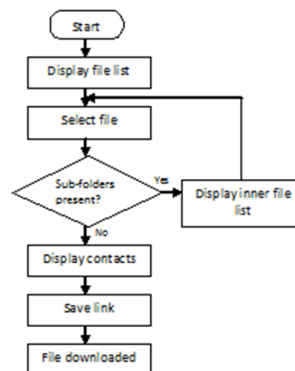 Start
Display file list
Select file
Sub-folders
present?
Yes
Display inner file
list
No
Display contacts
Save link
File downloaded